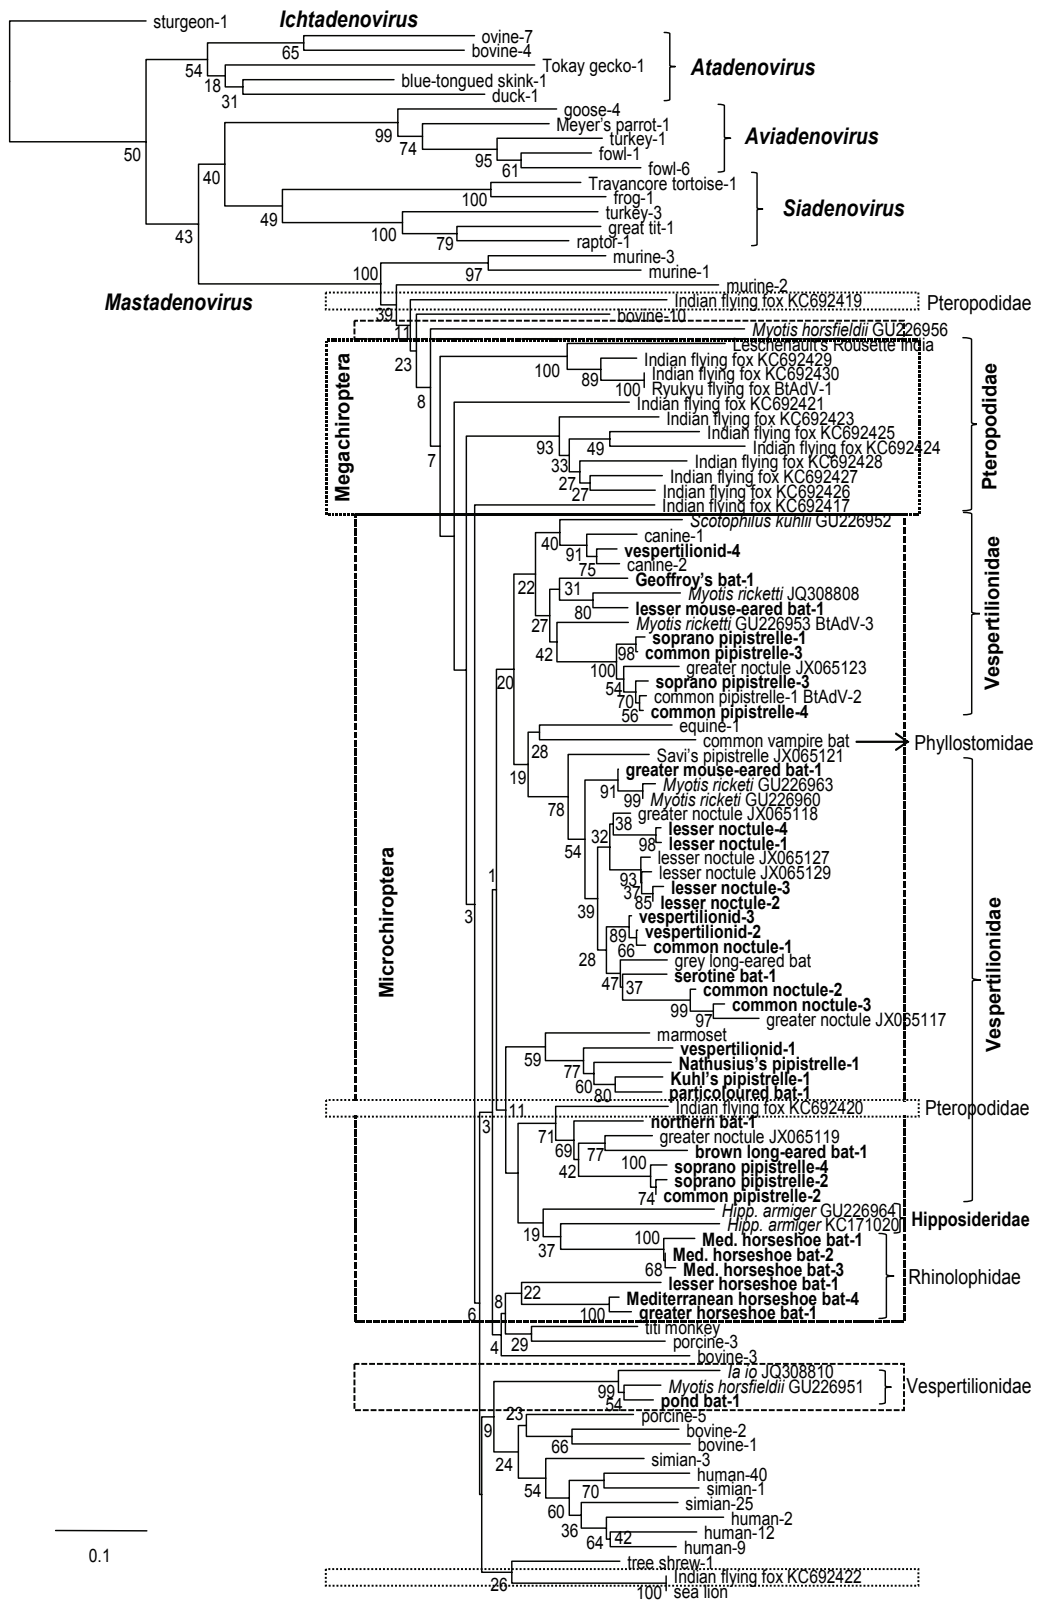 sturgeon-1
Ichtadenovirus
ovine-7
65
bovine-4
54
Tokay gecko-1
Atadenovirus
18
blue-tongued skink-1
31
duck-1
goose-4
99
Meyer's parrot-1
74
turkey-1
Aviadenovirus
50
95
fowl-1
61
fowl-6
40
Travancore tortoise-1
100
frog-1
49
turkey-3
Siadenovirus
100
great tit-1
43
79
raptor-1
murine-3
100
97
murine-1
murine-2
Mastadenovirus
Indian flying fox KC692419
Pteropodidae
39
bovine-10
11
Myotis horsfieldii GU226956
Leschenault's Rousette India
23
100
Indian flying fox KC692429
89
Indian flying fox KC692430
100
Ryukyu flying fox BtAdV-1
8
Indian flying fox KC692421
Megachiroptera
Pteropodidae
Indian flying fox KC692423
93
Indian flying fox KC692425
49
Indian flying fox KC692424
7
33
Indian flying fox KC692428
27
Indian flying fox KC692427
27
Indian flying fox KC692426
Indian flying fox KC692417
Scotophilus kuhlii GU226952
40
canine-1
91
vespertilionid-4
75
canine-2
22
Geoffroy's bat-1
31
Myotis ricketti JQ308808
80
lesser mouse-eared bat-1
27
Myotis ricketti GU226953 BtAdV-3
Vespertilionidae
42
soprano pipistrelle-1
98
common pipistrelle-3
100
greater noctule JX065123
20
54
soprano pipistrelle-3
70
common pipistrelle-1 BtAdV-2
56
common pipistrelle-4
equine-1
28
common vampire bat
Phyllostomidae
19
Savi's pipistrelle JX065121
greater mouse-eared bat-1
91
Myotis ricketi GU226963
99
Myotis ricketi GU226960
78
greater noctule JX065118
38
lesser noctule-4
32
98
lesser noctule-1
54
lesser noctule JX065127
93
lesser noctule JX065129
1
37
lesser noctule-3
85
lesser noctule-2
39
vespertilionid-3
3
89
vespertilionid-2
66
common noctule-1
28
grey long-eared bat
47
37
serotine bat-1
Microchiroptera
Vespertilionidae
common noctule-2
99
common noctule-3
97
greater noctule JX065117
marmoset
59
vespertilionid-1
77
Nathusius's pipistrelle-1
60
Kuhl's pipistrelle-1
80
particoloured bat-1
11
Indian flying fox KC692420
Pteropodidae
3
northern bat-1
71
greater noctule JX065119
69
77
brown long-eared bat-1
42
100
soprano pipistrelle-4
soprano pipistrelle-2
74
common pipistrelle-2
Hipp. armiger GU226964
19
Hipp. armiger KC171020
Hipposideridae
37
100
Med. horseshoe bat-1
Med. horseshoe bat-2
68
Med. horseshoe bat-3
Rhinolophidae
lesser horseshoe bat-1
8
22
Mediterranean horseshoe bat-4
6
100
greater horseshoe bat-1
titi monkey
4
29
porcine-3
bovine-3
Ia io JQ308810
99
Myotis horsfieldii GU226951
Vespertilionidae
54
pond bat-1
23
porcine-5
9
bovine-2
66
bovine-1
24
simian-3
54
human-40
70
simian-1
60
simian-25
36
human-2
64
42
human-12
human-9
0.1
tree shrew-1
26
Indian flying fox KC692422
100
sea lion